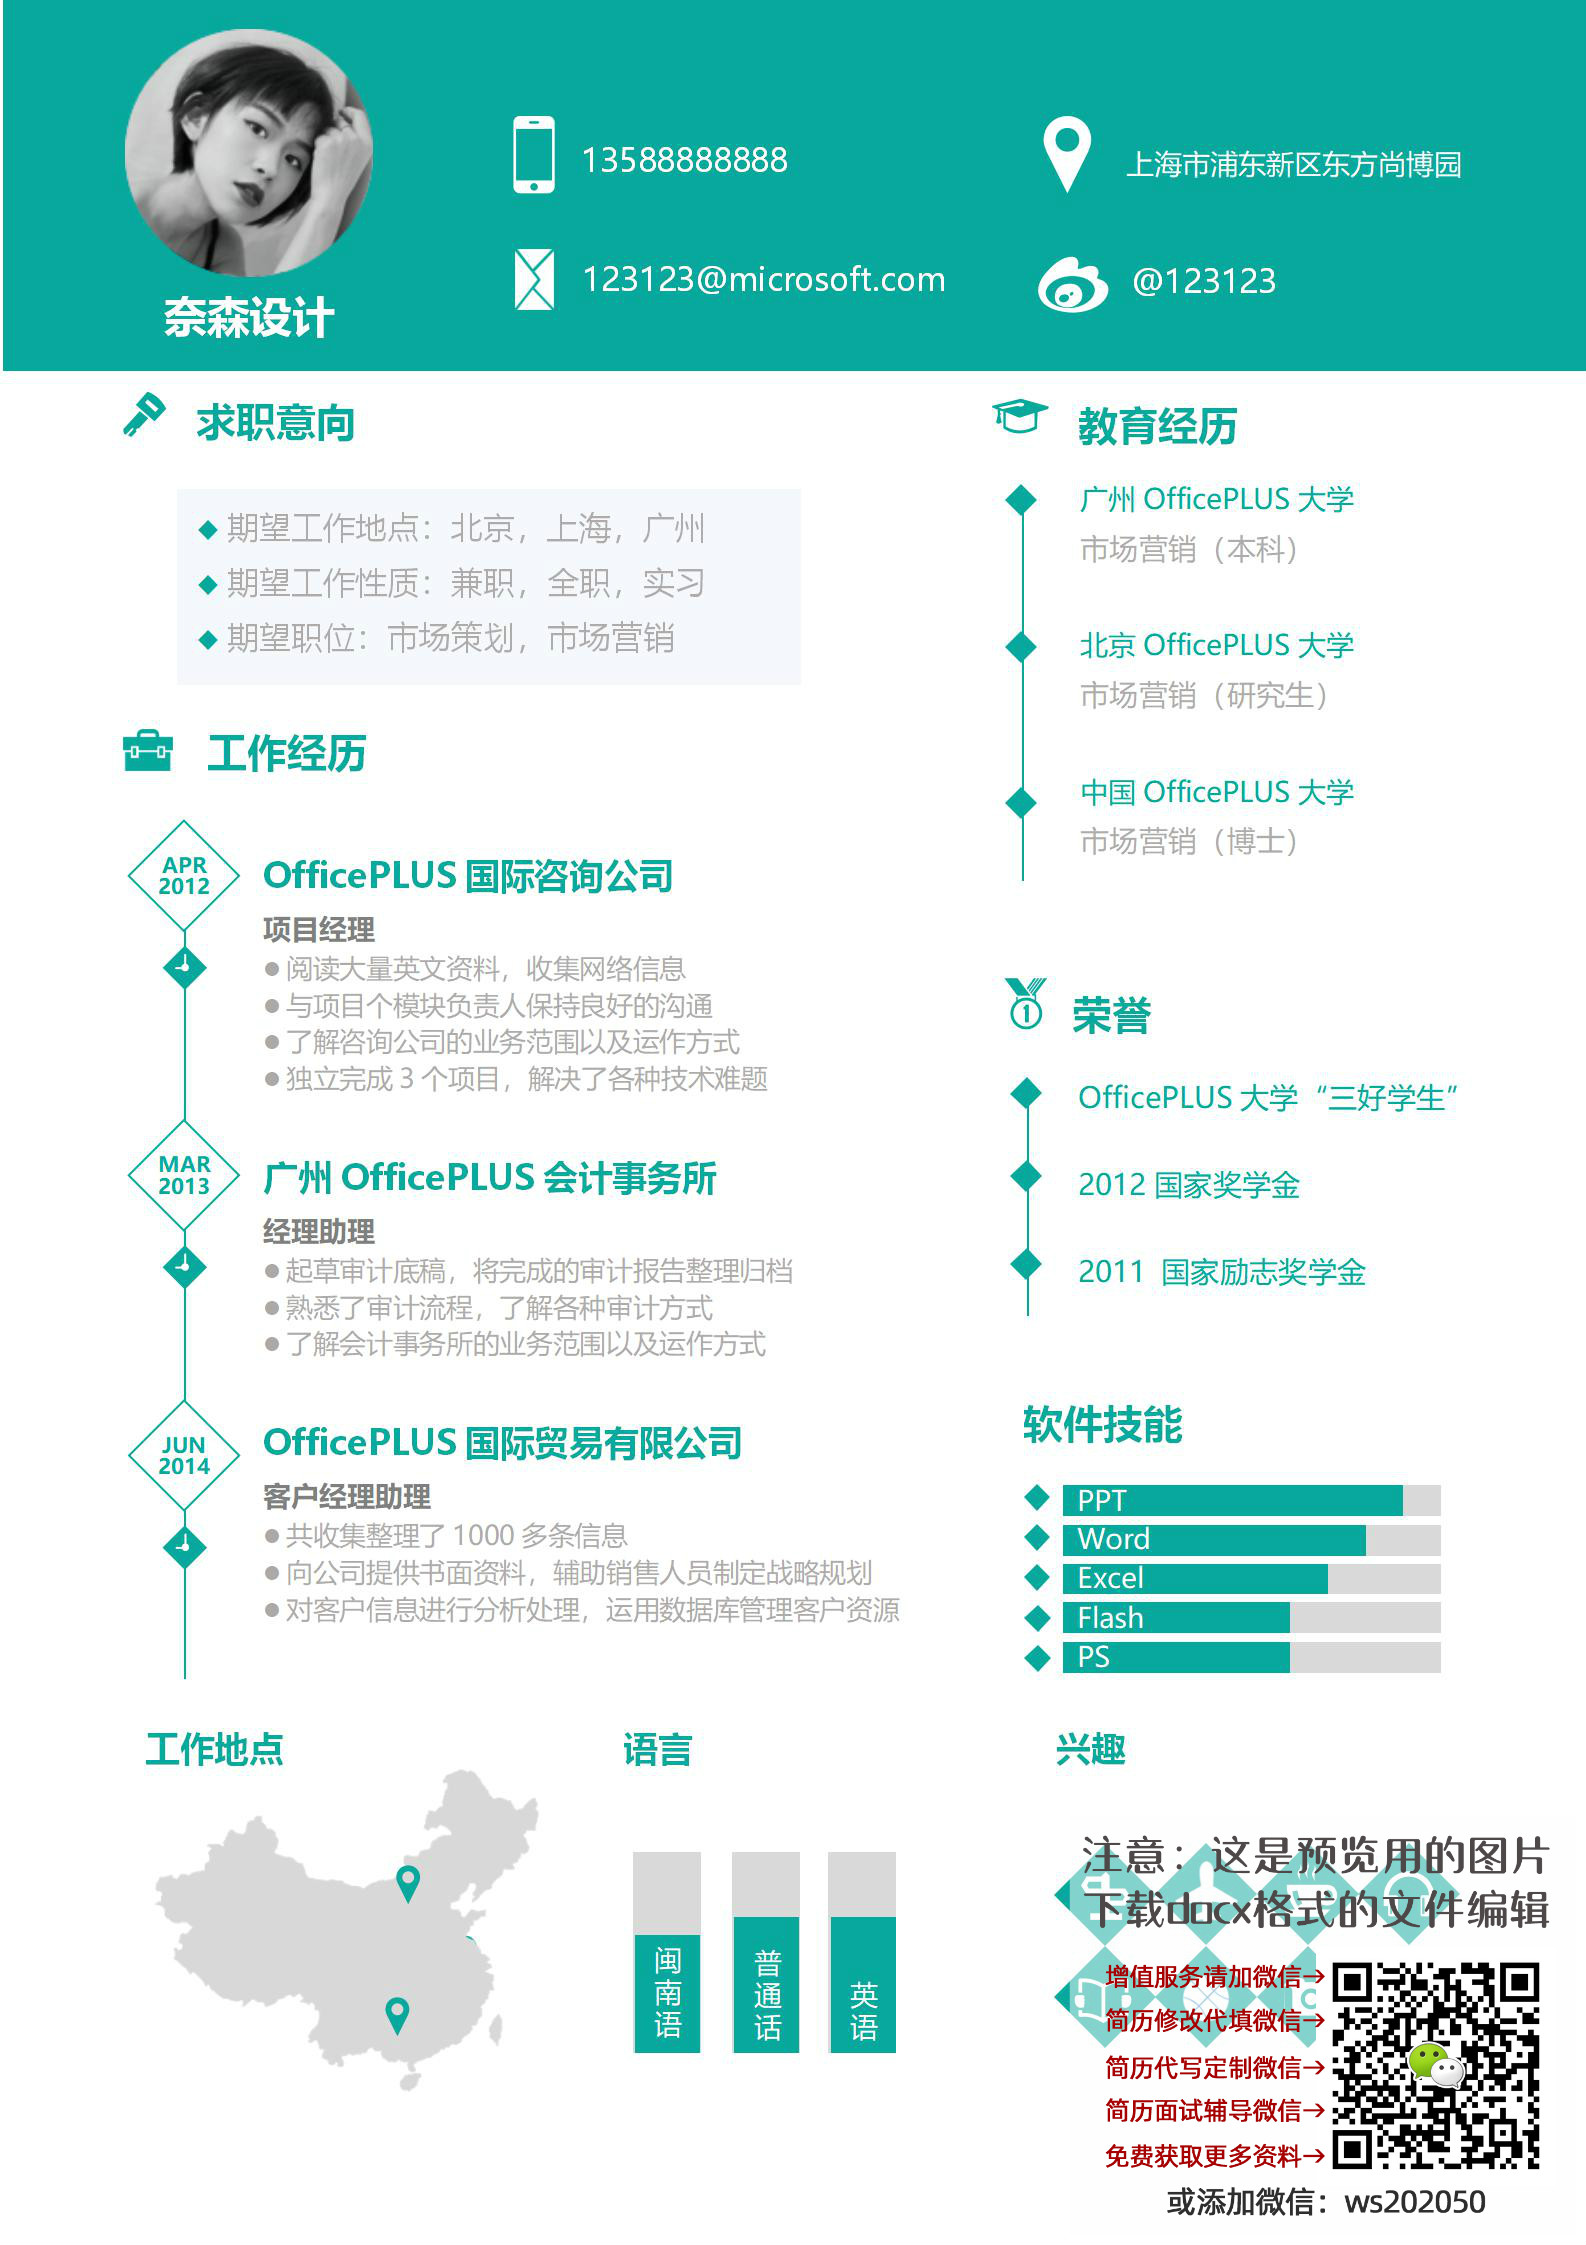 奈森设计
13588888888
上海市浦东新区东方尚博园
123123@microsoft.com
@123123
求职意向
期望工作地点：北京，上海，广州
期望工作性质：兼职，全职，实习
期望职位：市场策划，市场营销
工作经历
APR
2012
OfficePLUS 国际咨询公司
项目经理
阅读大量英文资料，收集网络信息
与项目个模块负责人保持良好的沟通
了解咨询公司的业务范围以及运作方式
独立完成 3 个项目，解决了各种技术难题
MAR
2013
广州 OfficePLUS 会计事务所
经理助理
起草审计底稿，将完成的审计报告整理归档
熟悉了审计流程，了解各种审计方式
了解会计事务所的业务范围以及运作方式
JUN
2014
OfficePLUS 国际贸易有限公司
客户经理助理
共收集整理了 1000 多条信息
向公司提供书面资料，辅助销售人员制定战略规划
对客户信息进行分析处理，运用数据库管理客户资源
教育经历
广州 OfficePLUS 大学
市场营销（本科）
北京 OfficePLUS 大学
市场营销（研究生）
中国 OfficePLUS 大学
市场营销（博士）
1
荣誉
OfficePLUS 大学“三好学生”
2012 国家奖学金
2011 国家励志奖学金
软件技能
PPT
Word
Excel
Flash
PS
工作地点
语言
闽南语
普通话
英语
兴趣
注意：这是预览用的图片
下载docx格式的文件编辑
增值服务请加微信→
简历修改代填微信→
简历代写定制微信→
简历面试辅导微信→
免费获取更多资料→
或添加微信：ws202050